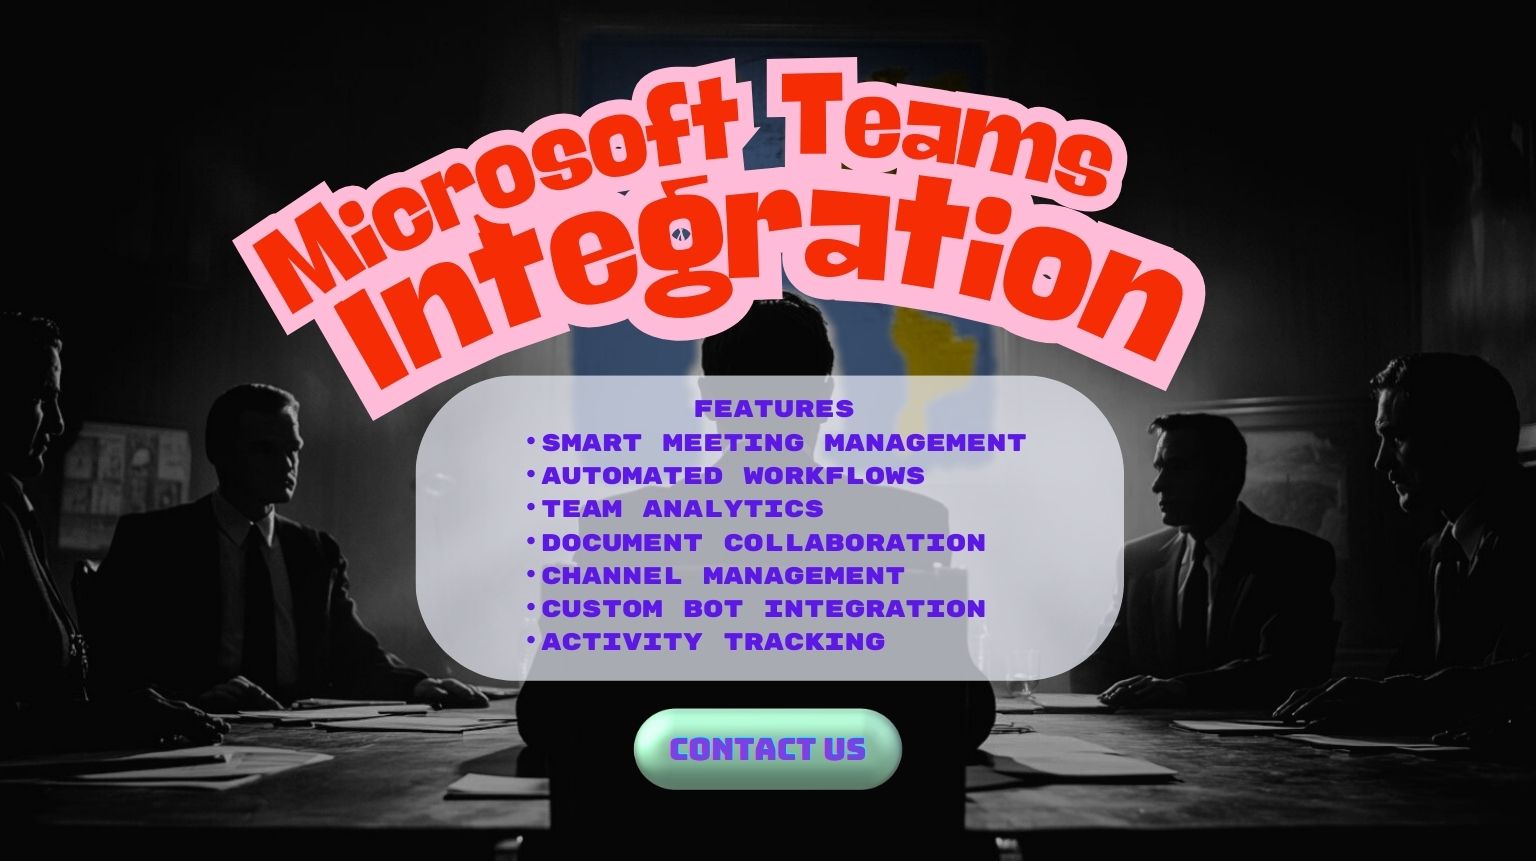 Microsoft Teams
Integration
FEATURES
•SMART MEETING MANAGEMENT
•AUTOMATED WORKFLOWS
•TEAM ANALYTICS
•DOCUMENT COLLABORATION
•CHANNEL MANAGEMENT
•CUSTOM BOT INTEGRATION
•ACTIVITY TRACKING
CONTACT US